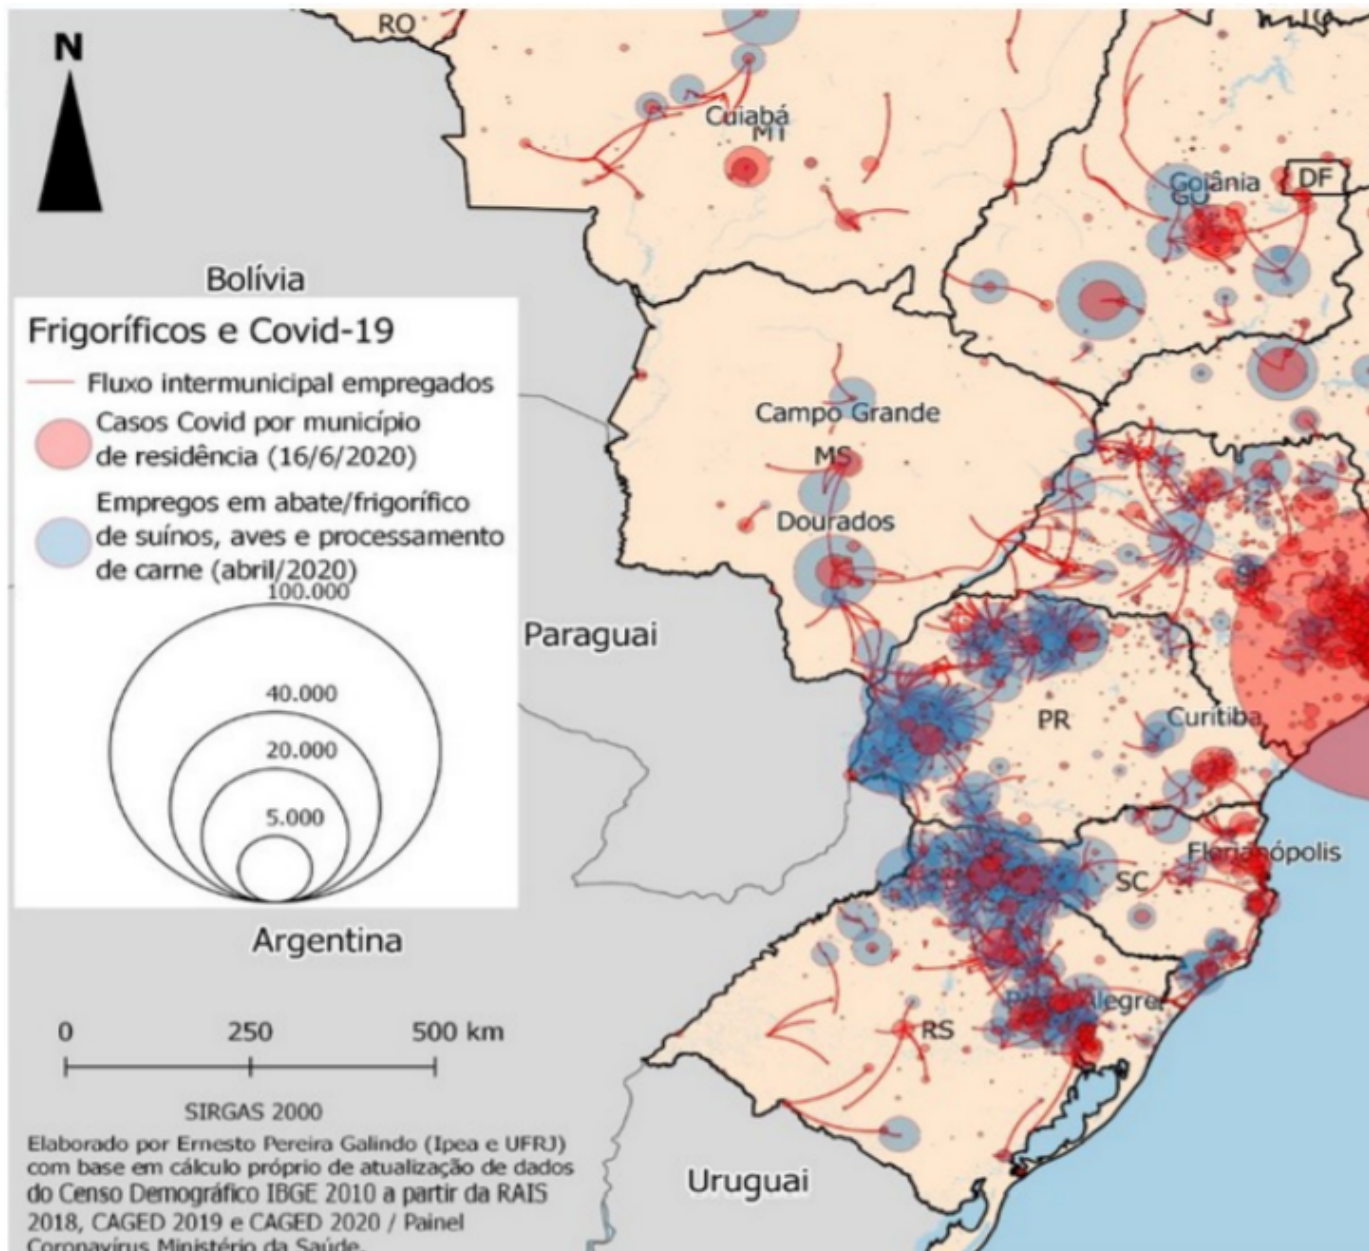 RO
N
Cuiabá
MT
Goiânia
GO
DF
Bolívia
Frigoríficos e Covid-19
Fluxo intermunicipal empregados
Casos Covid por município
de residência (16/6/2020)
Empregos em abate/frigorífico
de suínos, aves e processamento
de carne (abril/2020)
100.000
40.000
20.000
5.000
Campo Grande
MS
Dourados
Paraguai
PR
Curitiba
Florianópolis
SC
Argentina
Porto Alegre
RS
0 250 500 km
SIRGAS 2000
Elaborado por Ernesto Pereira Galindo (Ipea e UFRJ)
com base em cálculo próprio de atualização de dados
do Censo Demográfico IBGE 2010 a partir da RAIS
2018, CAGED 2019 e CAGED 2020 / Painel
Coronavírus Ministério da Saúde.
Uruguai